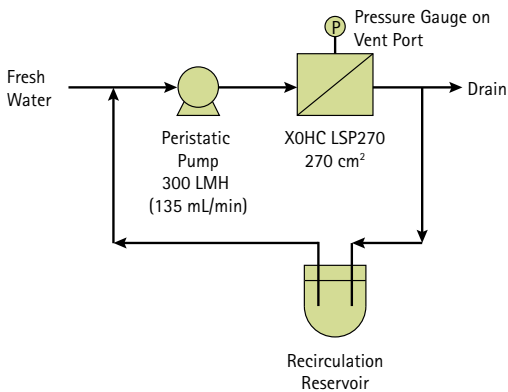 P
Pressure Gauge on
Vent Port
Fresh
Water
Drain
Peristatic
Pump
300 LMH
(135 mL/min)
X0HC LSP270
270 cm²
Recirculation
Reservoir